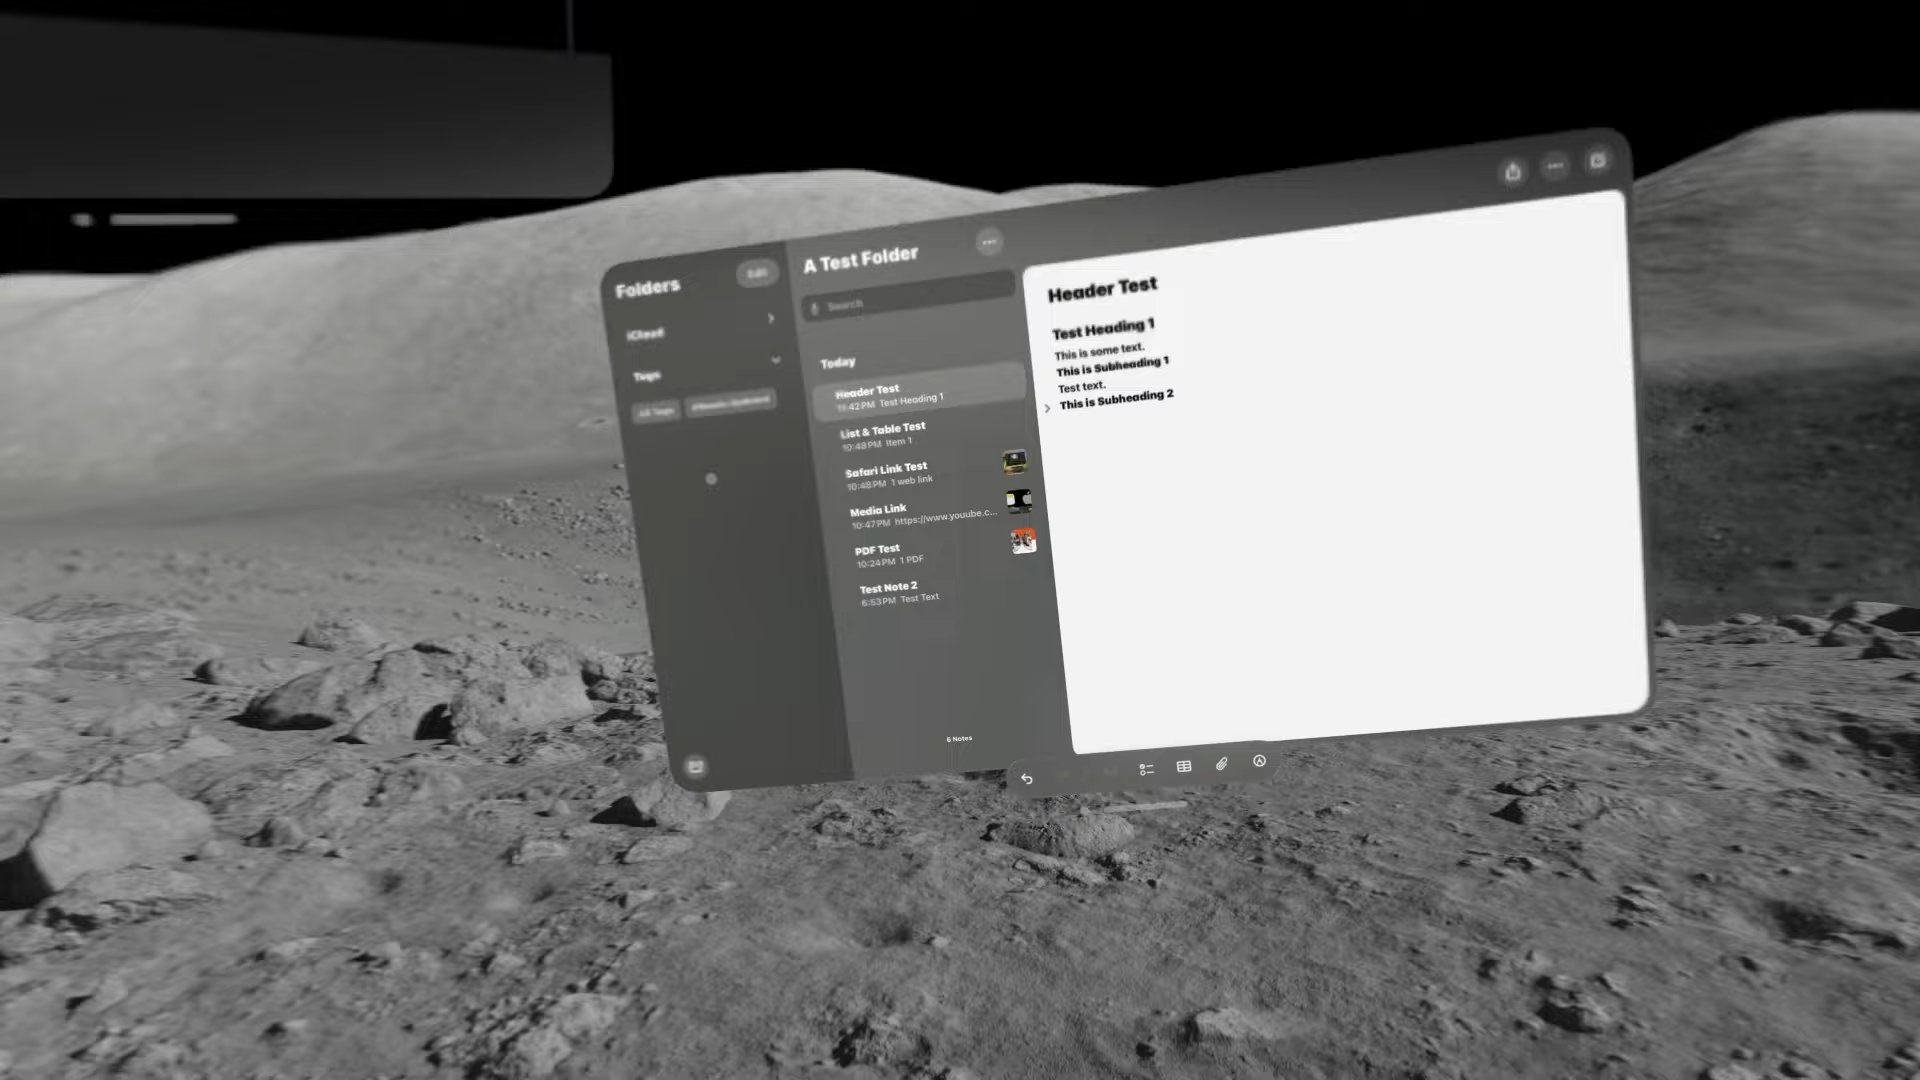 Folders
Edit
iCloud
Tags
All Tags
A Test Folder
Search
Today
Header Test
11:42 PM Test Heading 1
List & Table Test
10:48 PM Item 1
Safari Link Test
10:48 PM 1 web link
Media Link
10:47 PM https://www.youube.c...
PDF Test
10:24 PM 1 PDF
Test Note 2
6:53 PM Test Text
6 Notes
Header Test
Test Heading 1
This is some text.
This is Subheading 1
Test text.
This is Subheading 2